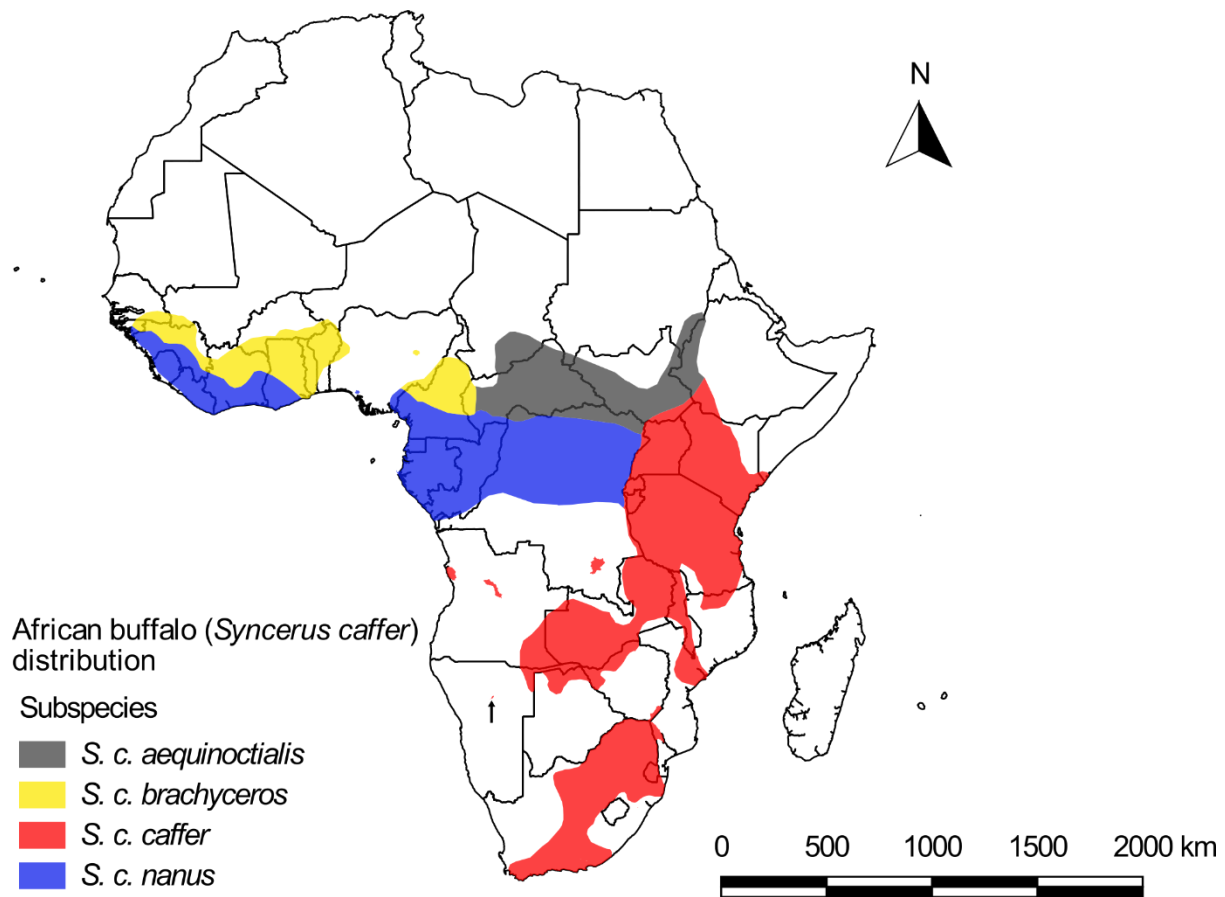 N
African buffalo (Syncerus caffer)
distribution
Subspecies
S. c. aequinoctialis
S. c. brachyceros
S. c. caffer
S. c. nanus
0 500 1000 1500 2000 km